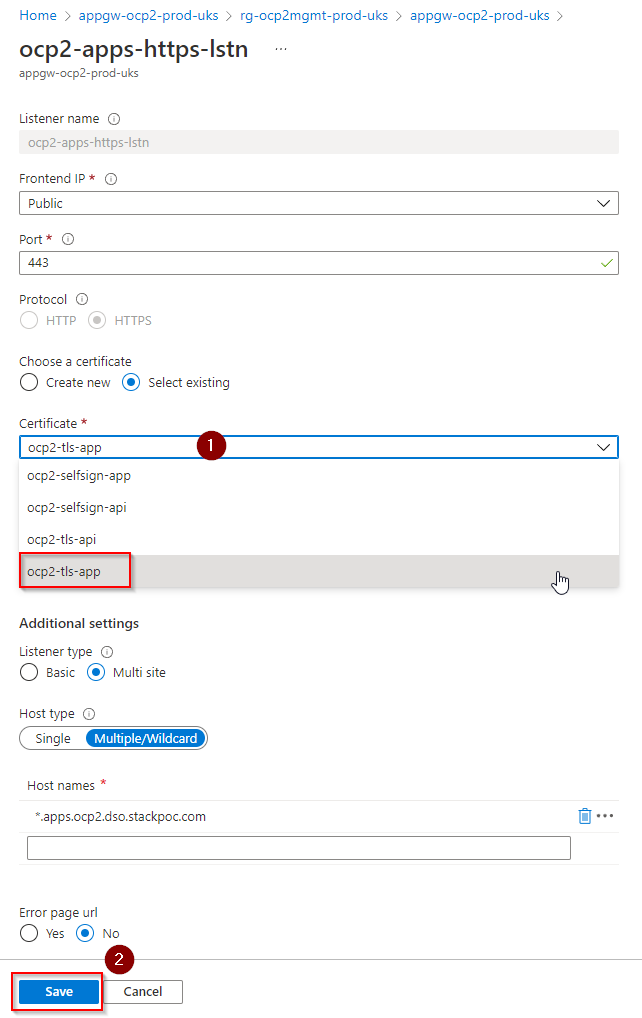 Home > appgw-ocp2-prod-uks > rg-ocp2mgmt-prod-uks > appgw-ocp2-prod-uks >
ocp2-apps-https-lstn ...
appgw-ocp2-prod-uks
Listener name
ocp2-apps-https-lstn
Frontend IP *
Public
Port *
443
Protocol
HTTP HTTPS
Choose a certificate
Create new Select existing
Certificate *
ocp2-tls-app 1
ocp2-selfsign-app
ocp2-selfsign-api
ocp2-tls-api
ocp2-tls-app
Additional settings
Listener type
Basic Multi site
Host type
Single Multiple/Wildcard
Host names *
*.apps.ocp2.dso.stackpoc.com
Error page url
Yes No
2
Save Cancel